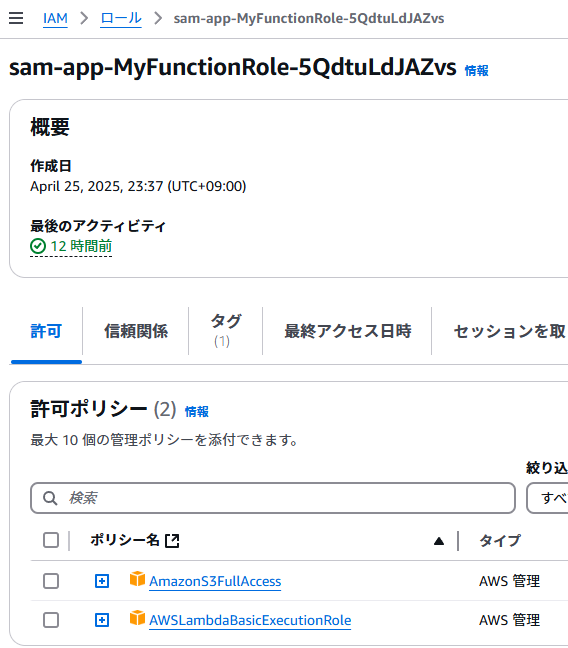 IAM > ロール > sam-app-MyFunctionRole-5QdtuLdJAZvs
sam-app-MyFunctionRole-5QdtuLdJAZvs 情報
概要
作成日
April 25, 2025, 23:37 (UTC+09:00)
最後のアクティビティ
12 時間前
許可 信頼関係 タグ (1) 最終アクセス日時 セッションを取
許可ポリシー (2) 情報
最大 10 個の管理ポリシーを添付できます。
絞り込
検索 すべ
ポリシー名 タイプ
AmazonS3FullAccess AWS 管理
AWSLambdaBasicExecutionRole AWS 管理